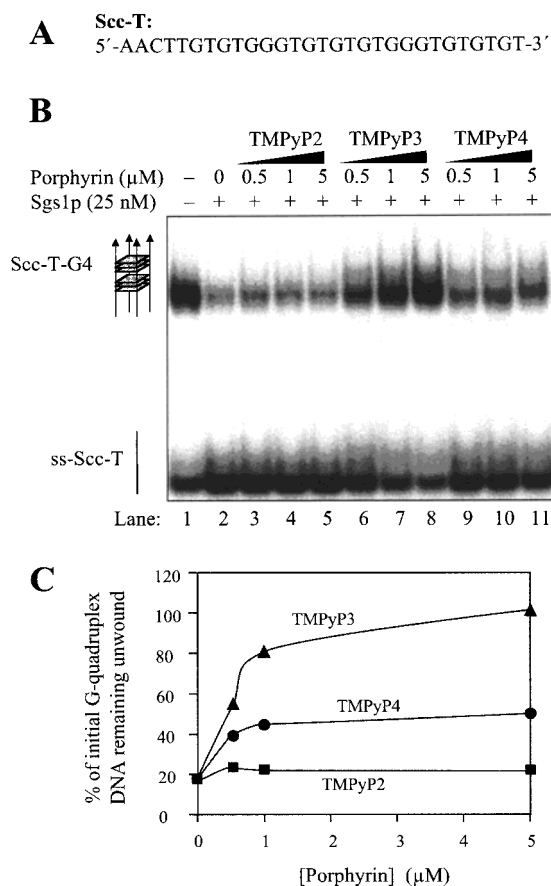 A
Scc-T:
5´-AACTTGTGTGGGTGTGTGTGGGTGTGTGT-3´
B
TMPyP2 TMPyP3 TMPyP4
Porphyrin (µM) – 0 0.5 1 5 0.5 1 5 0.5 1 5
Sgs1p (25 nM) – + + + + + + + + + +
Scc-T-G4
ss-Scc-T
Lane: 1 2 3 4 5 6 7 8 9 10 11
C
% of initial G-quadruplex
DNA remaining unwound
120
100
80
60
40
20
0
TMPyP3
TMPyP4
TMPyP2
0 1 2 3 4 5
[Porphyrin] (µM)